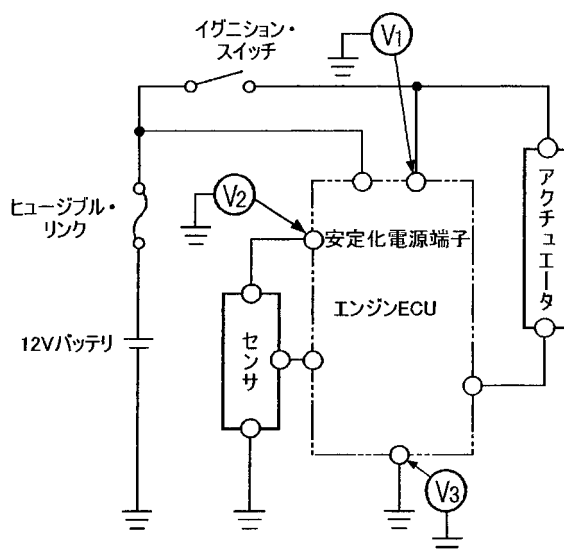 イグニション・
スイッチ
V1
ヒュージブル・
リンク
V2
安定化電源端子
アクチュエータ
エンジンECU
12Vバッテリ
センサ
V3